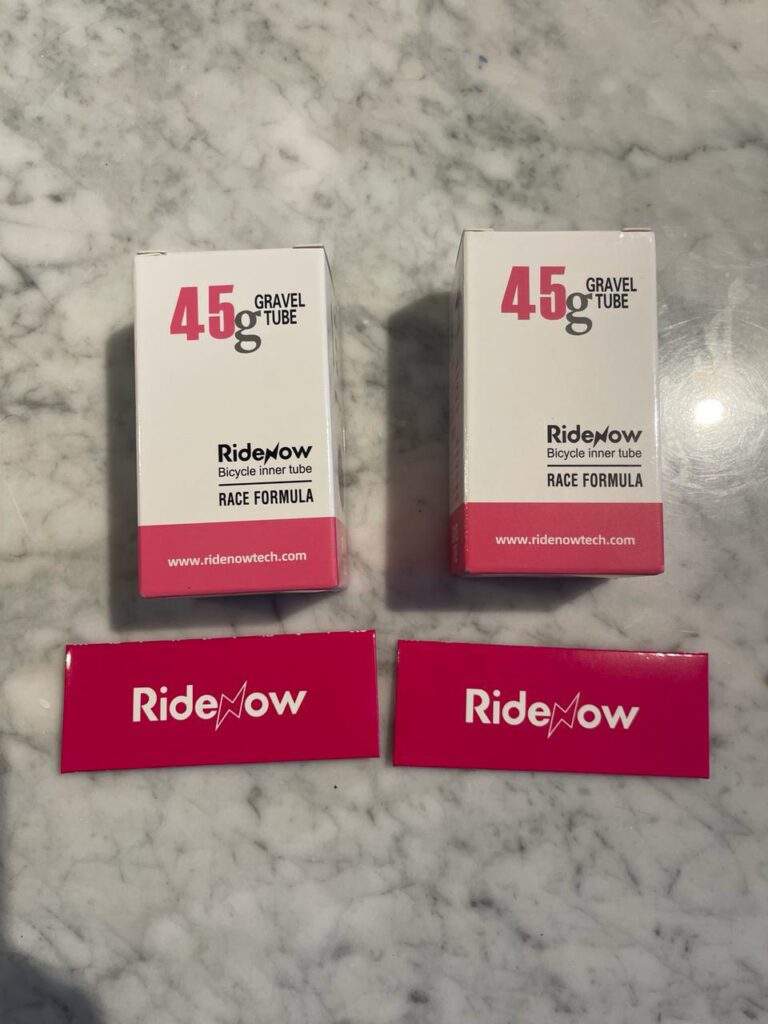 45g GRAVEL
TUBE
RideNow
Bicycle inner tube
RACE FORMULA
www.ridenowtech.com
45g GRAVEL
TUBE
RideNow
Bicycle inner tube
RACE FORMULA
www.ridenowtech.com
RideNow
RideNow